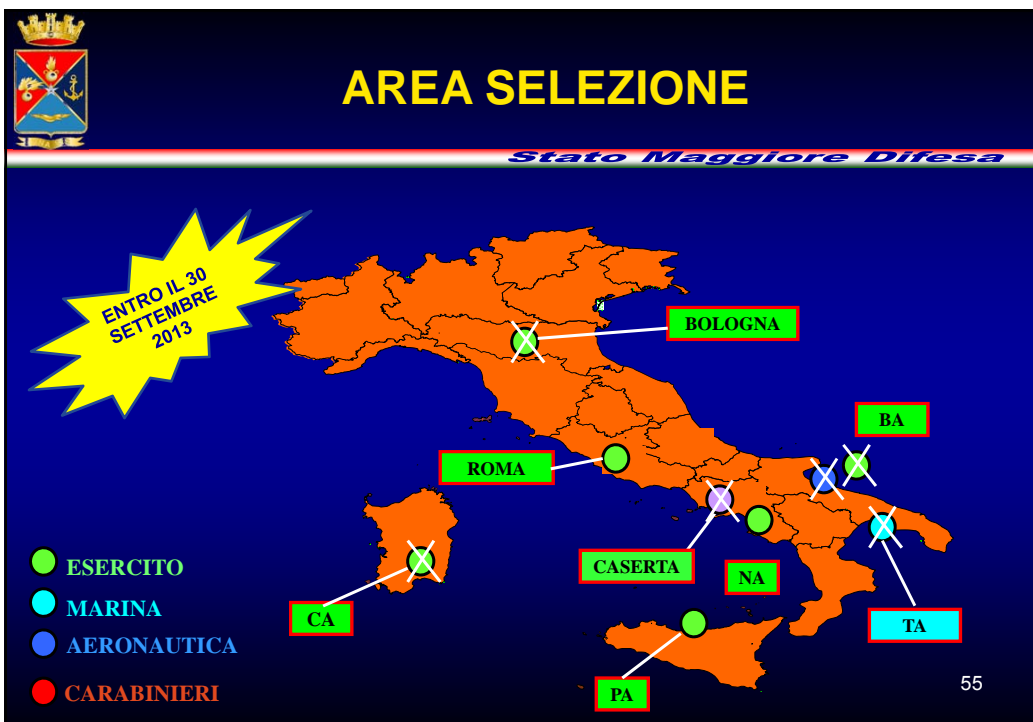 AREA SELEZIONE
Stato Maggiore Difesa
ENTRO IL 30
SETTEMBRE
2013
BOLOGNA
BA
ROMA
CASERTA
NA
CA
TA
PA
ESERCITO
MARINA
AERONAUTICA
CARABINIERI
55